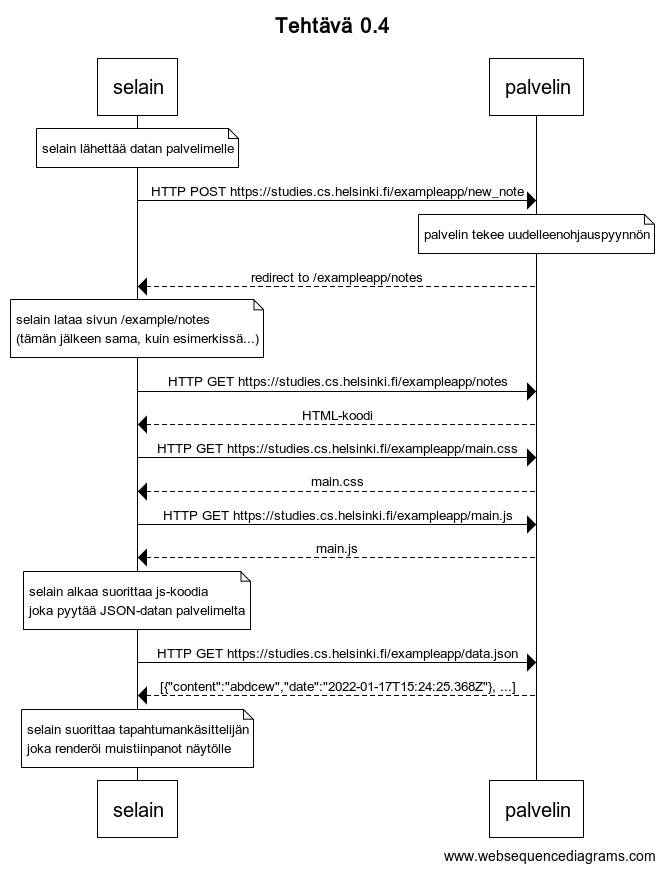 Tehtävä 0.4
selain
palvelin
selain lähettää datan palvelimelle
HTTP POST https://studies.cs.helsinki.fi/exampleapp/new_note
palvelin tekee uudelleenohjauspyynnön
redirect to /exampleapp/notes
selain lataa sivun /example/notes
(tämän jälkeen sama, kuin esimerkissä...)
HTTP GET https://studies.cs.helsinki.fi/exampleapp/notes
HTML-koodi
HTTP GET https://studies.cs.helsinki.fi/exampleapp/main.css
main.css
HTTP GET https://studies.cs.helsinki.fi/exampleapp/main.js
main.js
selain alkaa suorittaa js-koodia
joka pyytää JSON-datan palvelimelta
HTTP GET https://studies.cs.helsinki.fi/exampleapp/data.json
[{"content":"abdcew","date":"2022-01-17T15:24:25.368Z"}, ...]
selain suorittaa tapahtumankäsittelijän
joka renderöi muistiinpanot näytölle
selain
palvelin
www.websequencediagrams.com